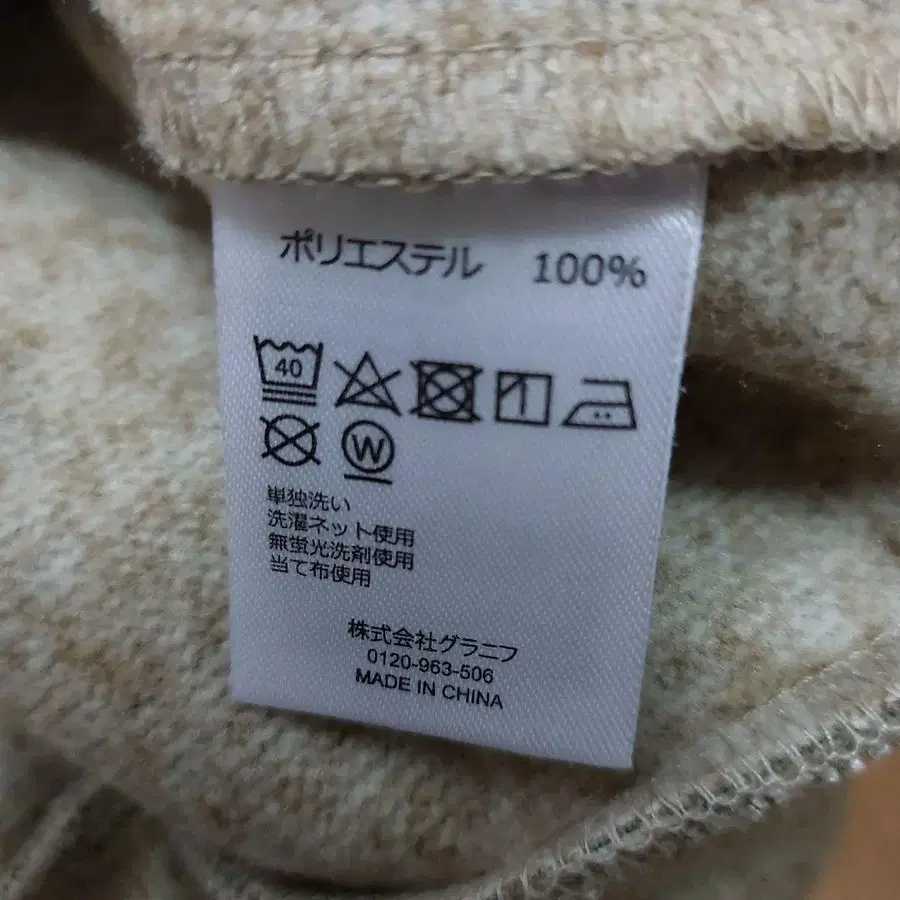 ポリエステル 100%
40
W
単独洗い
洗濯ネット使用
無蛍光洗剤使用
当て布使用
株式会社グラニフ
0120-963-506
MADE IN CHINA